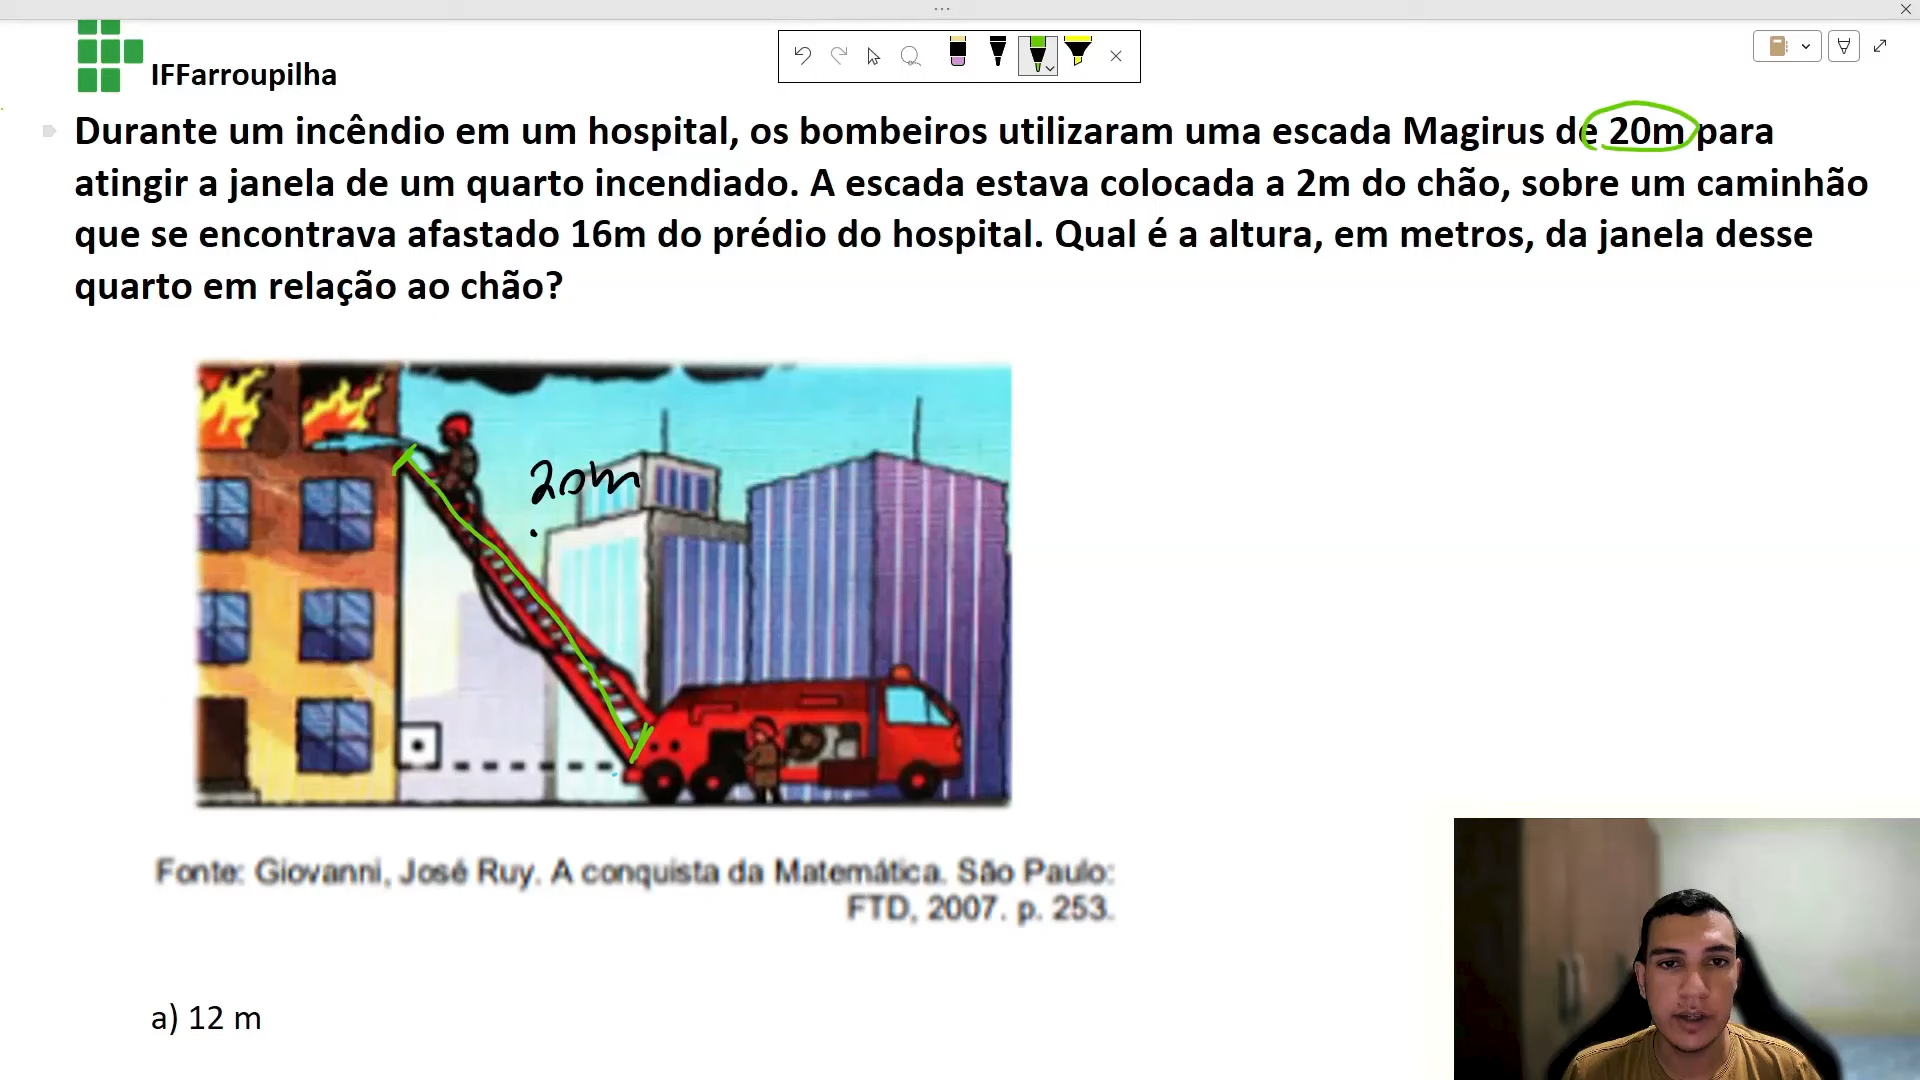 IFFarroupilha
Durante um incêndio em um hospital, os bombeiros utilizaram uma escada Magirus de 20m para
atingir a janela de um quarto incendiado. A escada estava colocada a 2m do chão, sobre um caminhão
que se encontrava afastado 16m do prédio do hospital. Qual é a altura, em metros, da janela desse
quarto em relação ao chão?
20m
Fonte: Giovanni, José Ruy. A conquista da Matemática. São Paulo:
FTD, 2007. p. 253.
a) 12 m